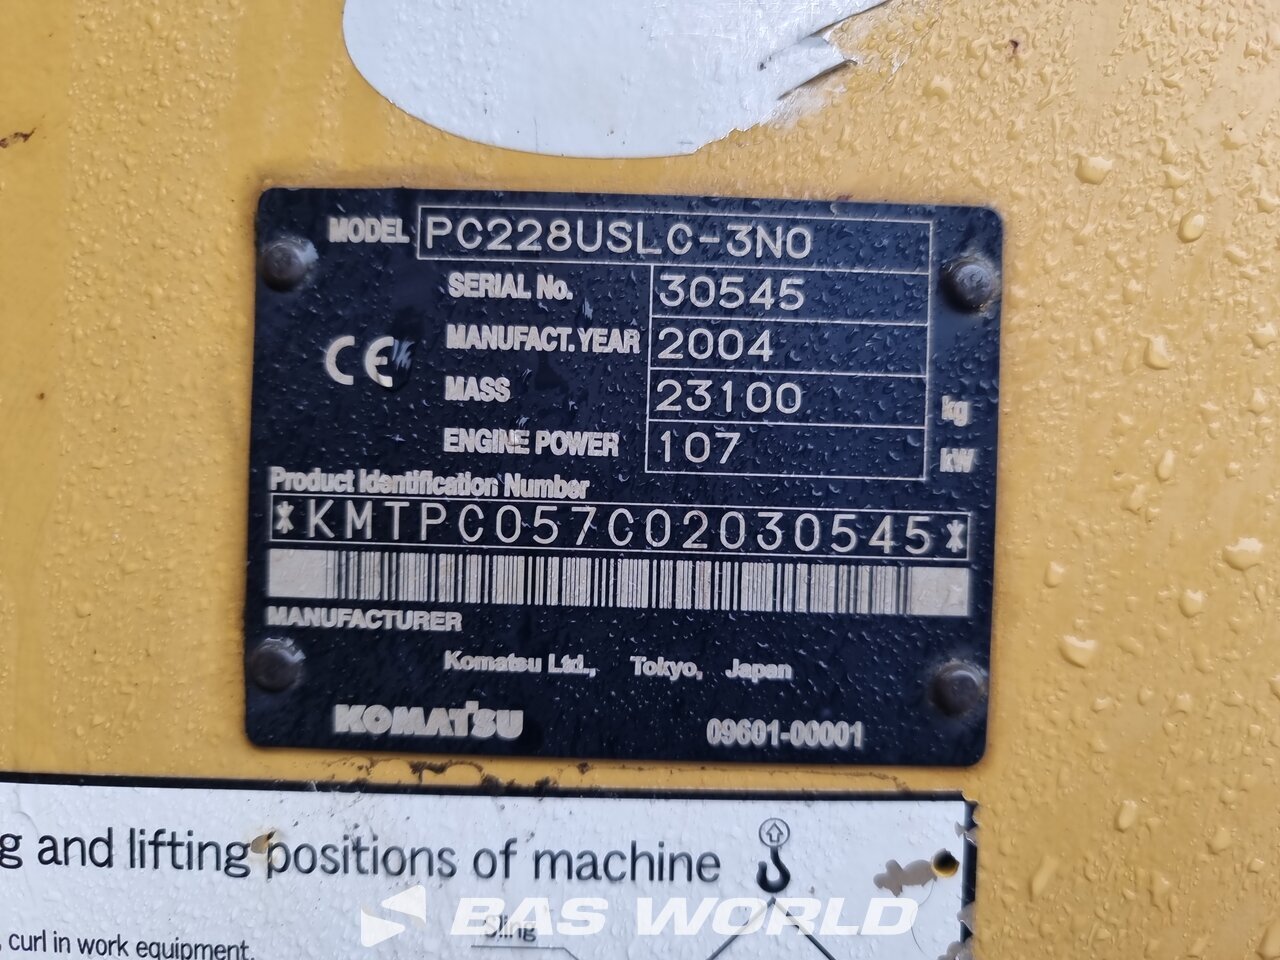 MODEL PC228USLC-3N0
SERIAL No. 30545
MANUFACT. YEAR 2004
CE
MASS 23100 kg
ENGINE POWER 107 kW
Product Identification Number
*KMTPC057C02030545*
MANUFACTURER
Komatsu Ltd., Tokyo, Japan
KOMATSU 09601-00001
g and lifting positions of machine
BAS WORLD
Sling
, curl in work equipment.